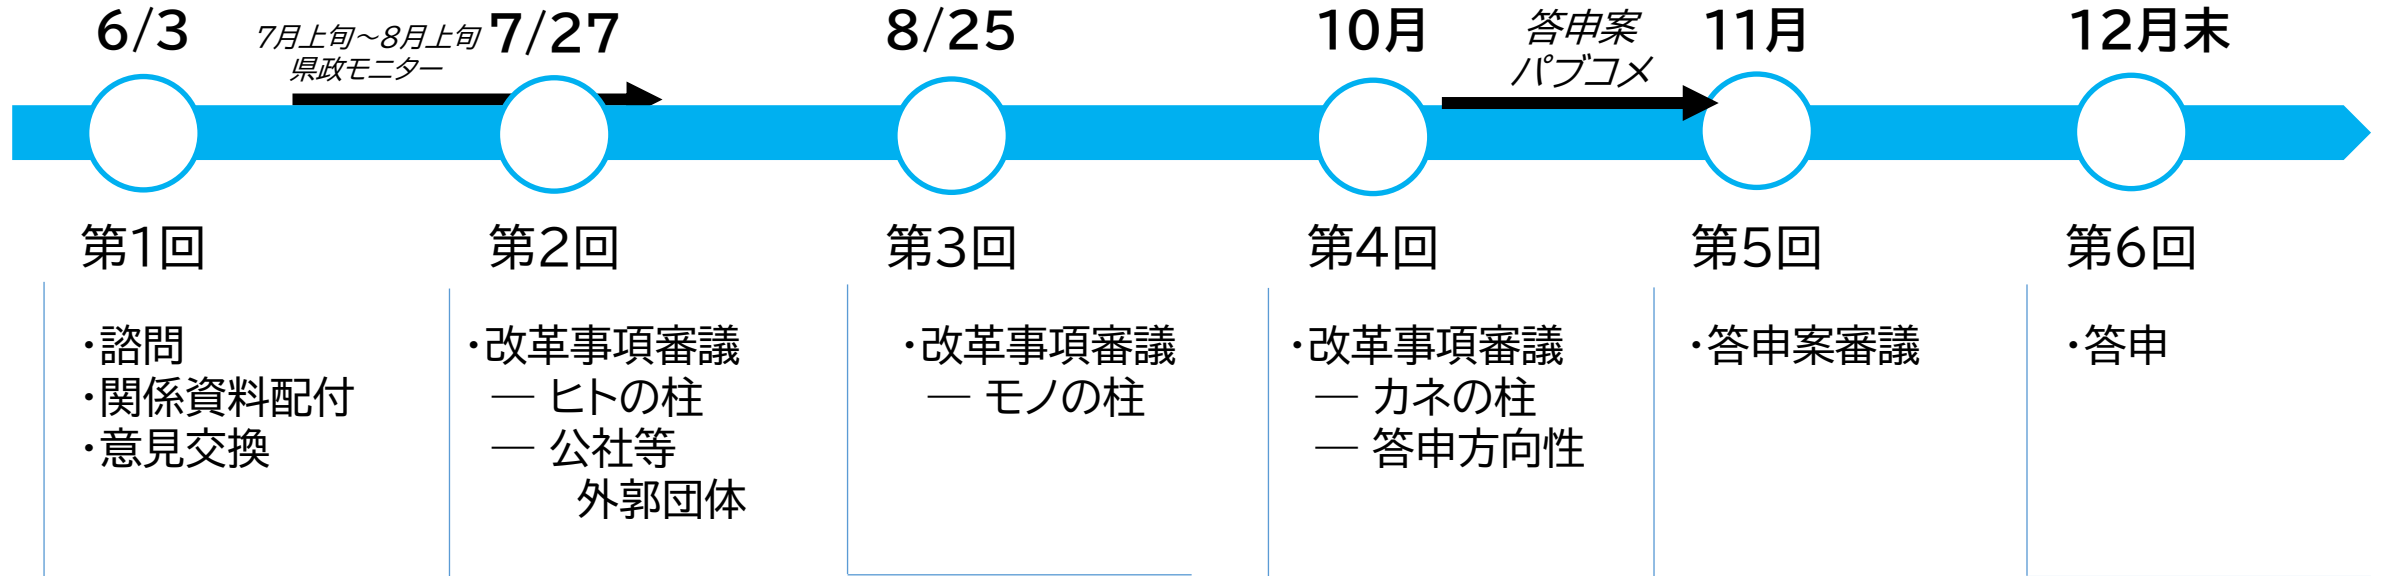 6/3
7月上旬～8月上旬
県政モニター
7/27
8/25
10月
答申案
パブコメ
11月
12月末
第1回
第2回
第3回
第4回
第5回
第6回
・諮問
・関係資料配付
・意見交換
・改革事項審議
― ヒトの柱
― 公社等
外郭団体
・改革事項審議
― モノの柱
・改革事項審議
― カネの柱
― 答申方向性
・答申案審議
・答申